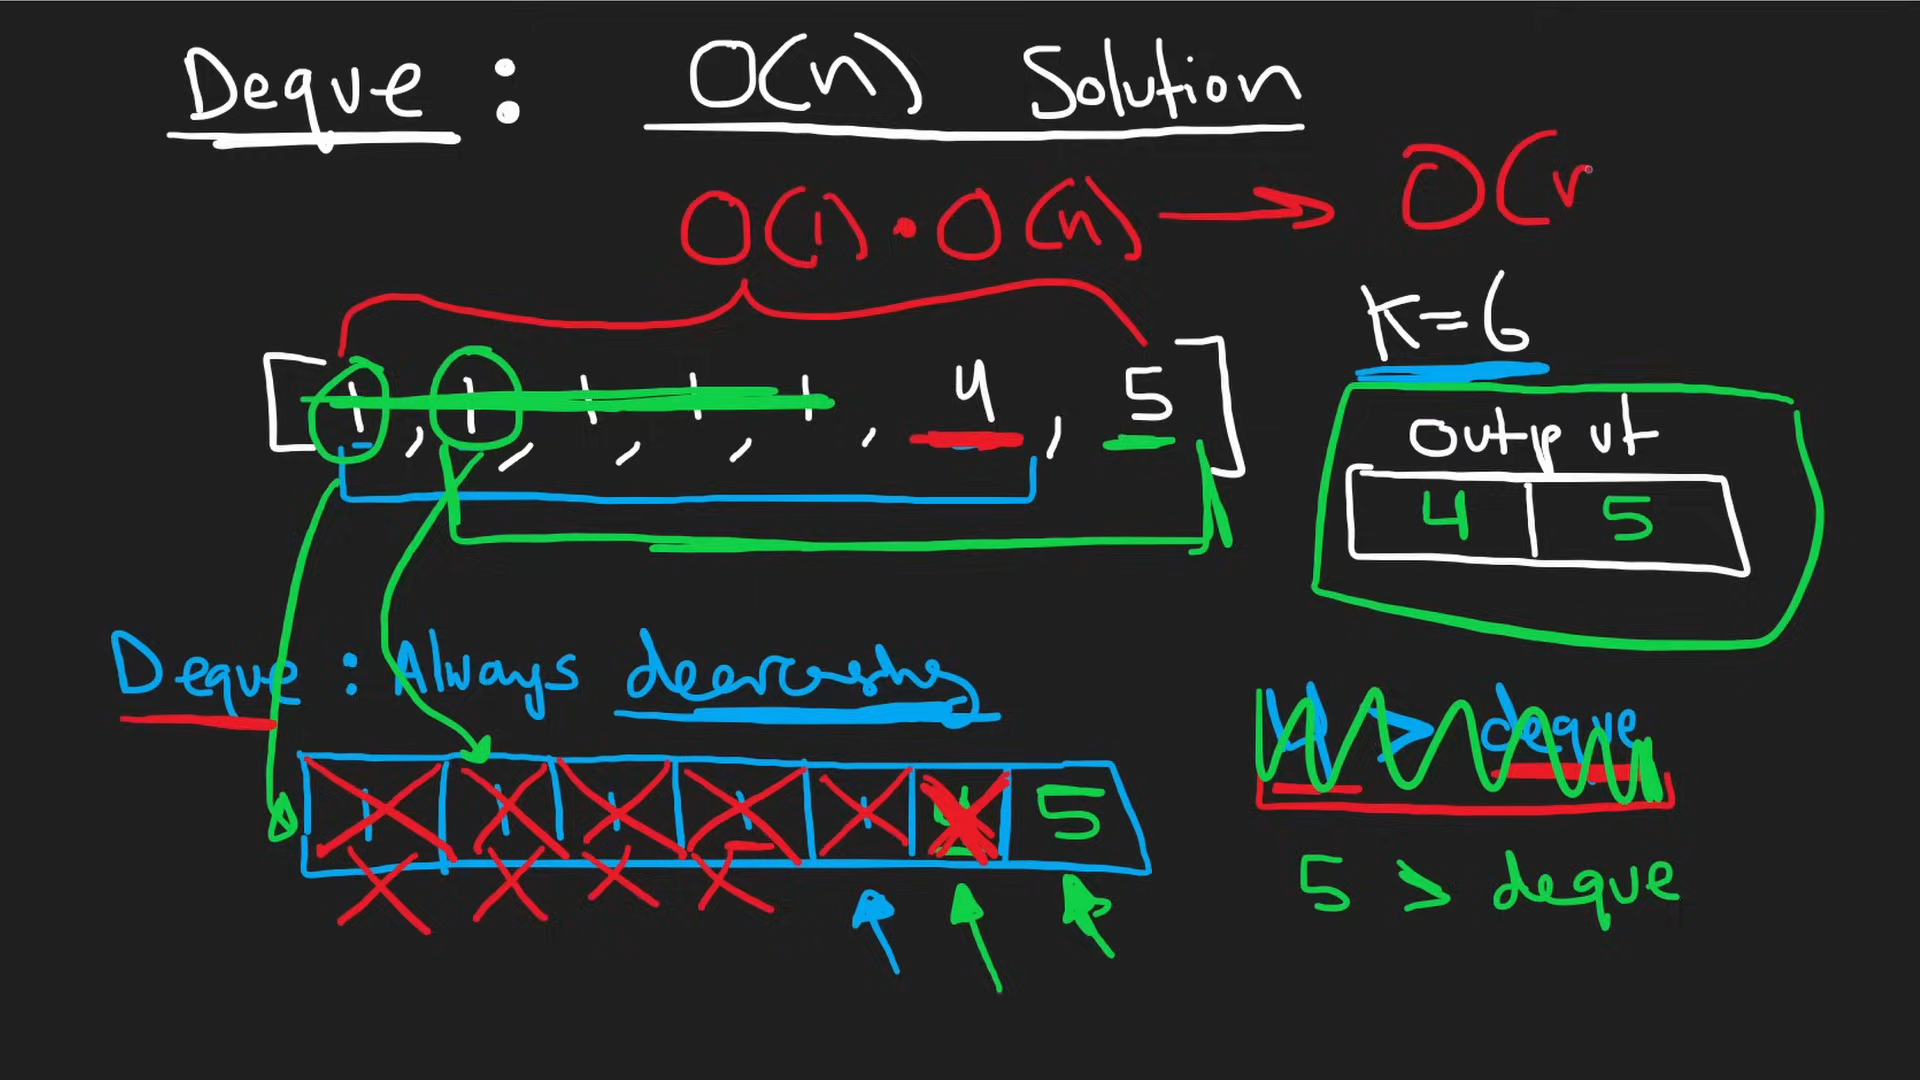 Deque : O(n) Solution
O(1) · O(n) → O(n
K=6
[1, 1, 1, 1, 1, 4, 5]
Output
4 5
Deque : Always decreasing
> deque
1 1 1 1 1 5
5 > deque